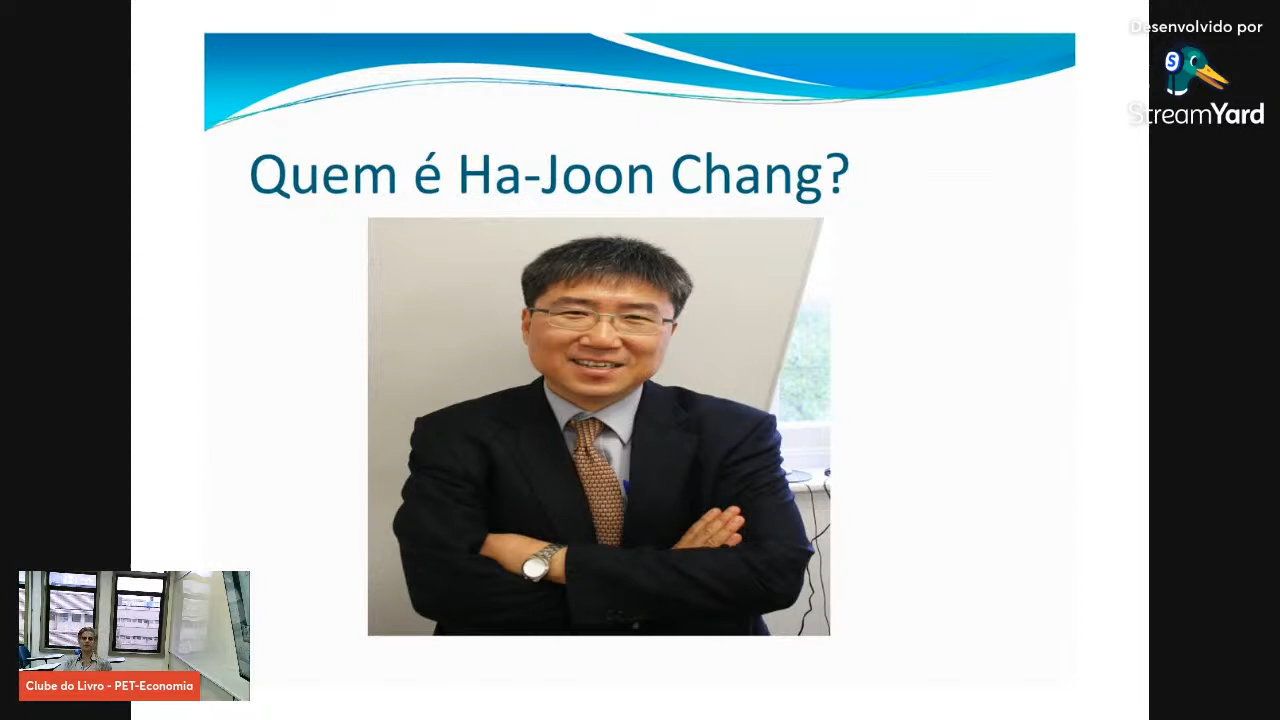 Desenvolvido por
S
StreamYard
Quem é Ha-Joon Chang?
Clube do Livro - PET-Economia